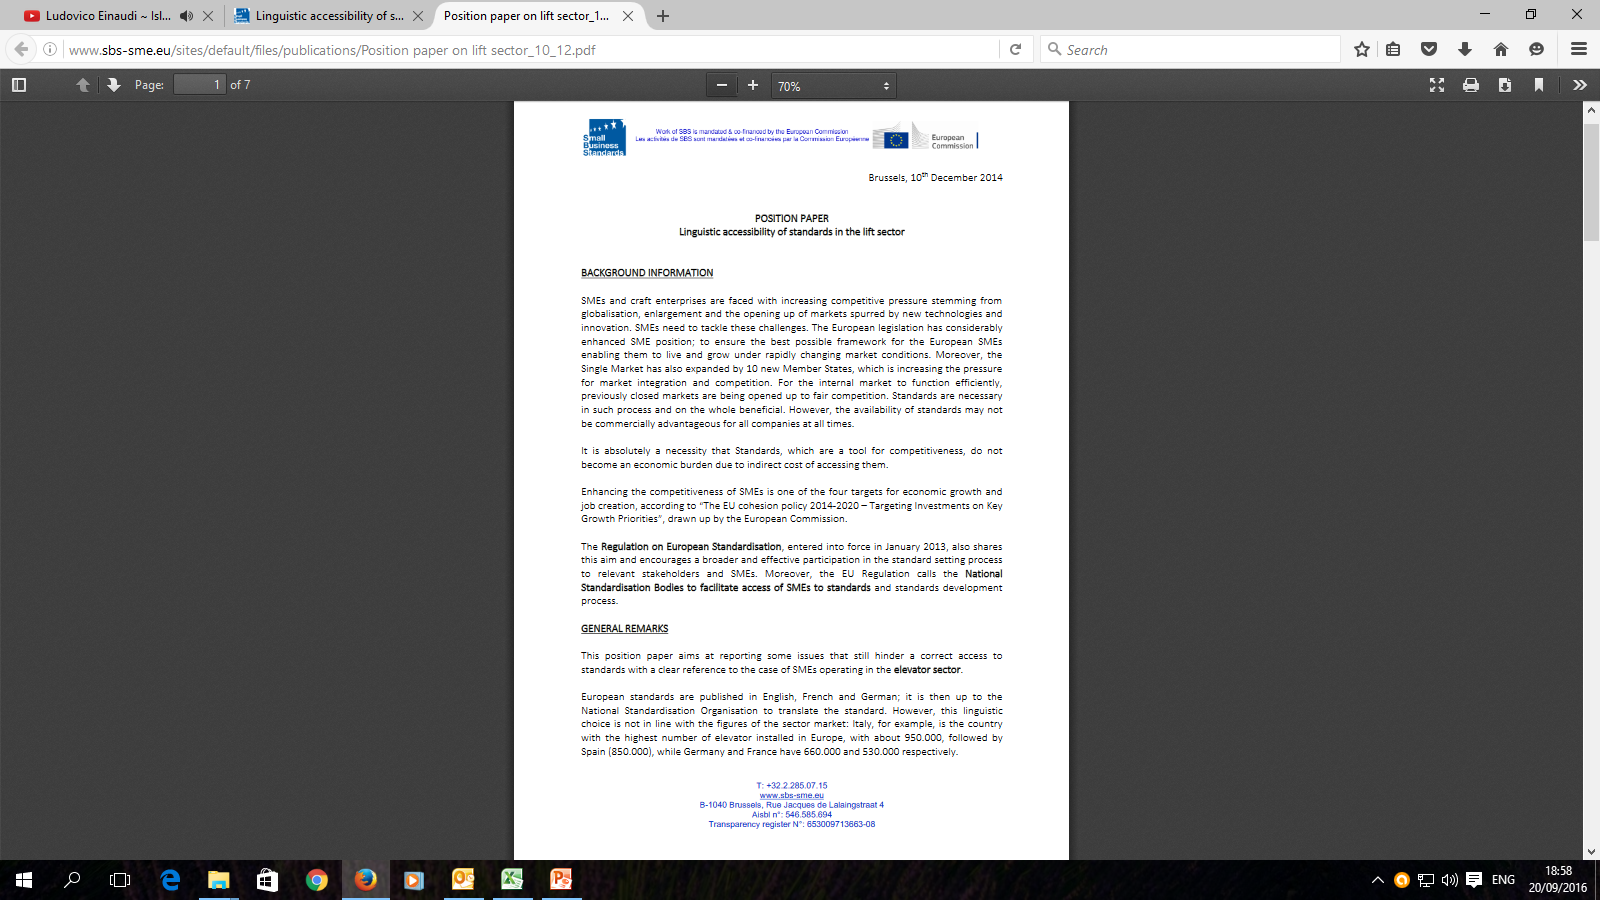 Ludovico Einaudi ~ Isl...
Linguistic accessibility of s...
Position paper on lift sector_1...
www.sbs-sme.eu/sites/default/files/publications/Position paper on lift sector_10_12.pdf
Search
Page: 1 of 7
70%
Small
Business
Standards
Work of SBS is mandated & co-financed by the European Commission
Les activités de SBS sont mandatées et co-financées par la Commission Européenne
European
Commission
Brussels, 10th December 2014
POSITION PAPER
Linguistic accessibility of standards in the lift sector
BACKGROUND INFORMATION
SMEs and craft enterprises are faced with increasing competitive pressure stemming from
globalisation, enlargement and the opening up of markets spurred by new technologies and
innovation. SMEs need to tackle these challenges. The European legislation has considerably
enhanced SME position; to ensure the best possible framework for the European SMEs
enabling them to live and grow under rapidly changing market conditions. Moreover, the
Single Market has also expanded by 10 new Member States, which is increasing the pressure
for market integration and competition. For the internal market to function efficiently,
previously closed markets are being opened up to fair competition. Standards are necessary
in such process and on the whole beneficial. However, the availability of standards may not
be commercially advantageous for all companies at all times.
It is absolutely a necessity that Standards, which are a tool for competitiveness, do not
become an economic burden due to indirect cost of accessing them.
Enhancing the competitiveness of SMEs is one of the four targets for economic growth and
job creation, according to “The EU cohesion policy 2014-2020 – Targeting Investments on Key
Growth Priorities”, drawn up by the European Commission.
The Regulation on European Standardisation, entered into force in January 2013, also shares
this aim and encourages a broader and effective participation in the standard setting process
to relevant stakeholders and SMEs. Moreover, the EU Regulation calls the National
Standardisation Bodies to facilitate access of SMEs to standards and standards development
process.
GENERAL REMARKS
This position paper aims at reporting some issues that still hinder a correct access to
standards with a clear reference to the case of SMEs operating in the elevator sector.
European standards are published in English, French and German; it is then up to the
National Standardisation Organisation to translate the standard. However, this linguistic
choice is not in line with the figures of the sector market: Italy, for example, is the country
with the highest number of elevator installed in Europe, with about 950.000, followed by
Spain (850.000), while Germany and France have 660.000 and 530.000 respectively.
T: +32.2.285.07.15
www.sbs-sme.eu
B-1040 Brussels, Rue Jacques de Lalaingstraat 4
Aisbl n°: 546.585.694
Transparency register N°: 653009713663-08
ENG
18:58
20/09/2016